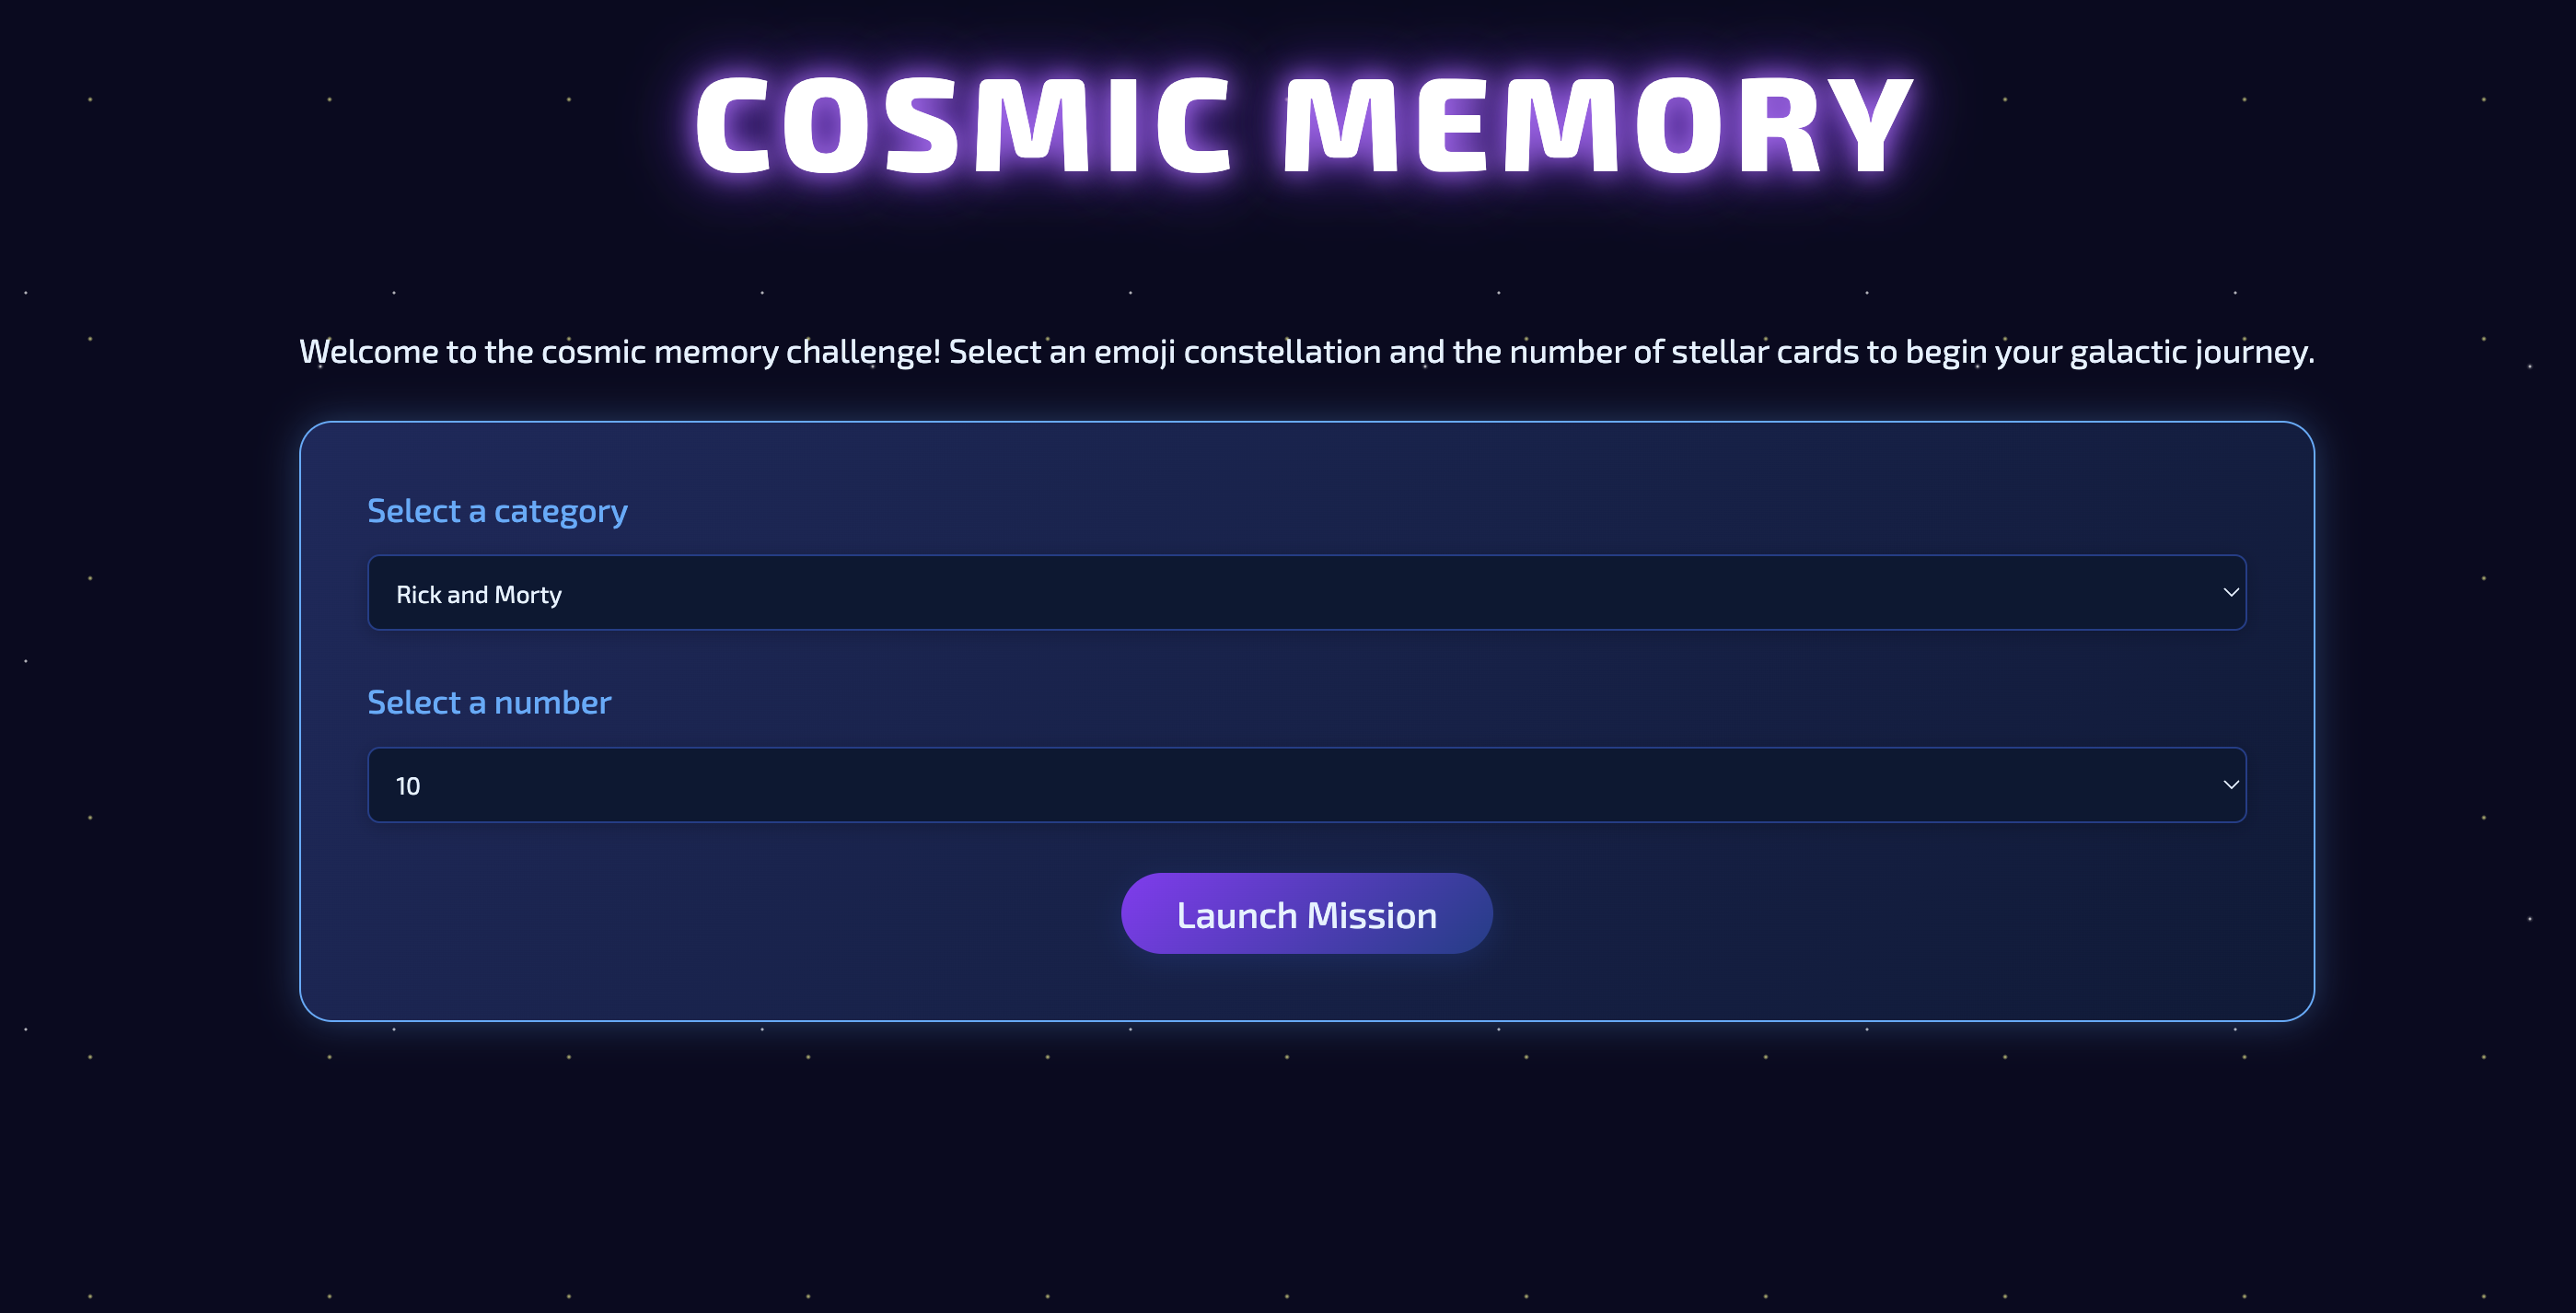 COSMIC MEMORY
Welcome to the cosmic memory challenge! Select an emoji constellation and the number of stellar cards to begin your galactic journey.
Select a category
Rick and Morty
Select a number
10
Launch Mission